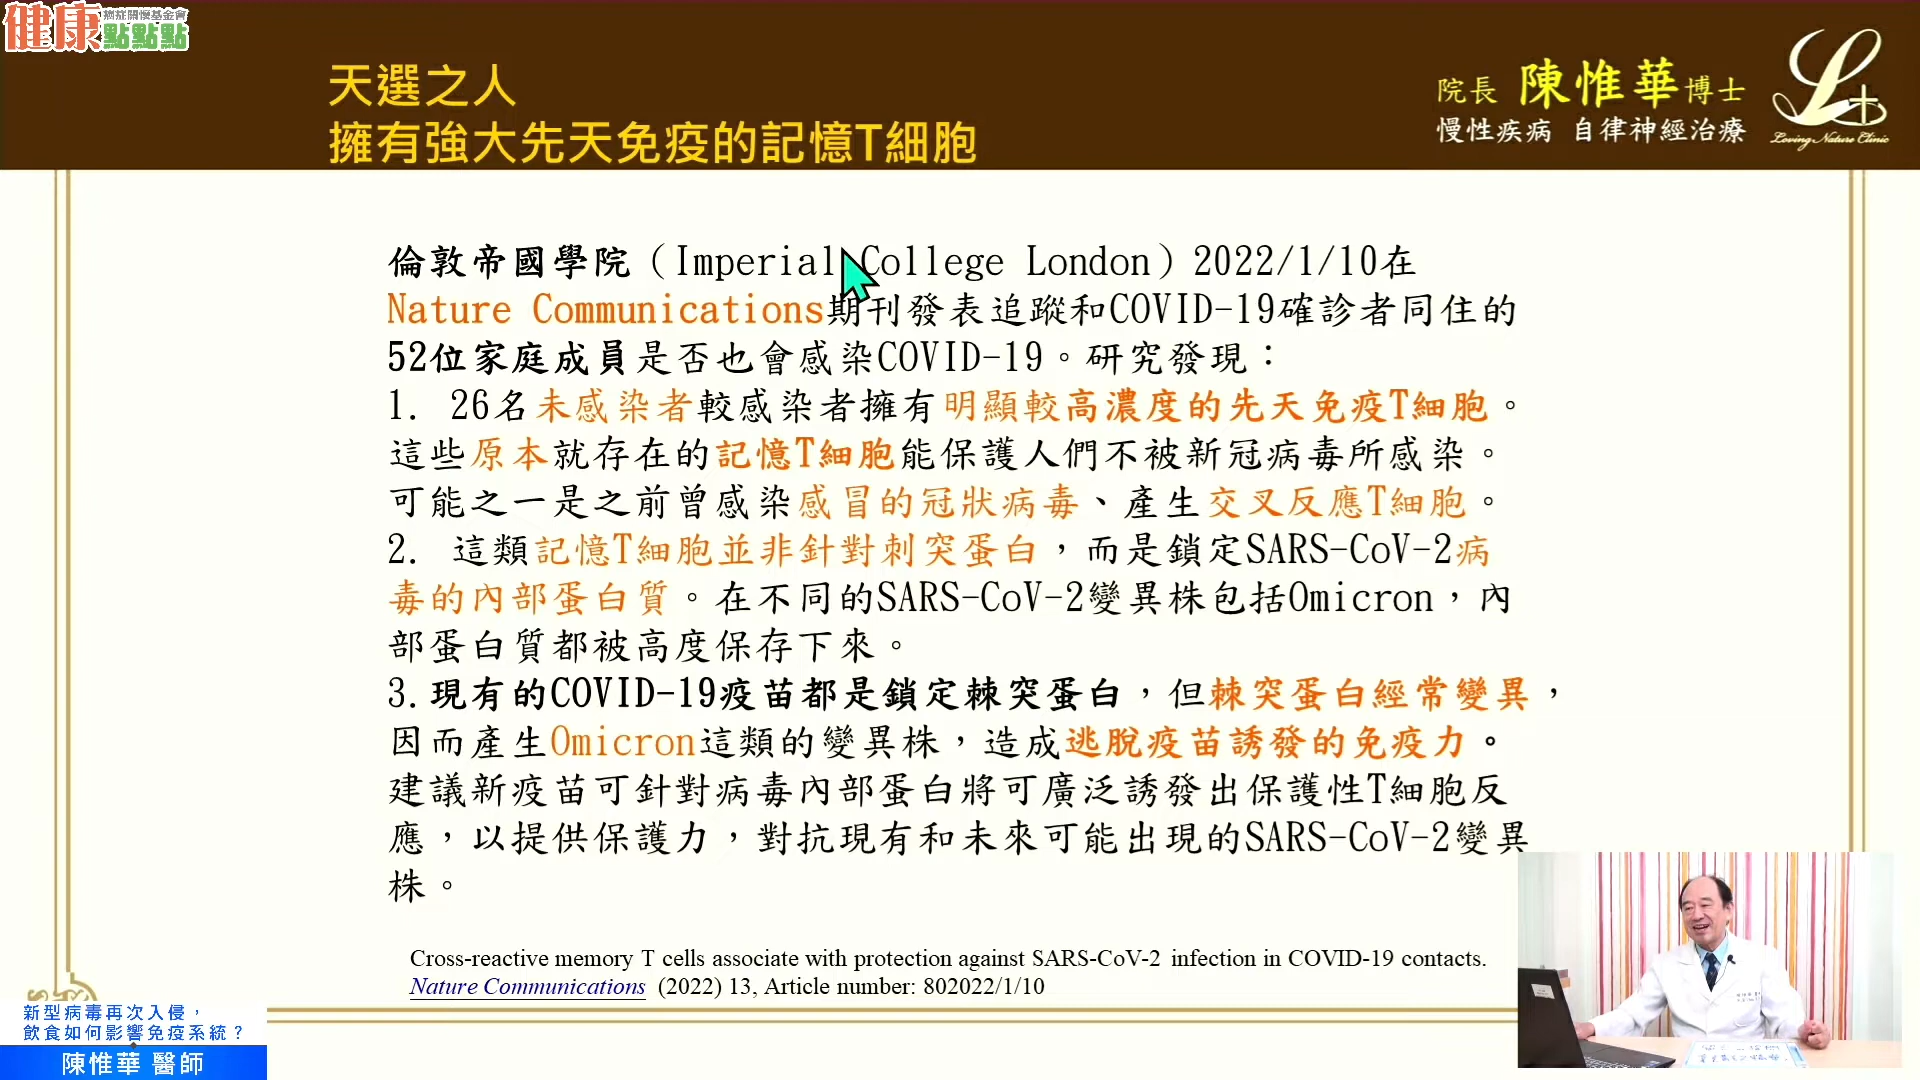 健康點點點
癌症關懷基金會
天選之人
擁有強大先天免疫的記憶T細胞
院長 陳惟華博士
慢性疾病 自律神經治療
Loving Nature Clinic
倫敦帝國學院（Imperial College London）2022/1/10在
Nature Communications期刊發表追蹤和COVID-19確診者同住的
52位家庭成員是否也會感染COVID-19。研究發現：
1. 26名未感染者較感染者擁有明顯較高濃度的先天免疫T細胞。
這些原本就存在的記憶T細胞能保護人們不被新冠病毒所感染。
可能之一是之前曾感染感冒的冠狀病毒、產生交叉反應T細胞。
2. 這類記憶T細胞並非針對刺突蛋白，而是鎖定SARS-CoV-2病
毒的內部蛋白質。在不同的SARS-CoV-2變異株包括Omicron，內
部蛋白質都被高度保存下來。
3.現有的COVID-19疫苗都是鎖定棘突蛋白，但棘突蛋白經常變異，
因而產生Omicron這類的變異株，造成逃脫疫苗誘發的免疫力。
建議新疫苗可針對病毒內部蛋白將可廣泛誘發出保護性T細胞反
應，以提供保護力，對抗現有和未來可能出現的SARS-CoV-2變異
株。
Cross-reactive memory T cells associate with protection against SARS-CoV-2 infection in COVID-19 contacts.
Nature Communications (2022) 13, Article number: 802022/1/10
新型病毒再次入侵，
飲食如何影響免疫系統？
陳惟華 醫師